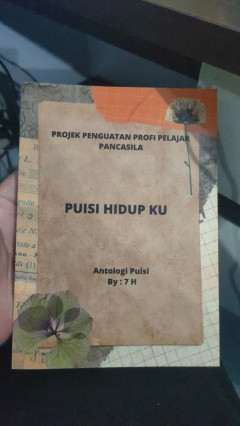 PROJEK PENGUATAN PROFI PELAJAR
PANCASILA
PUISI HIDUP KU
Antologi Puisi
By : 7 H